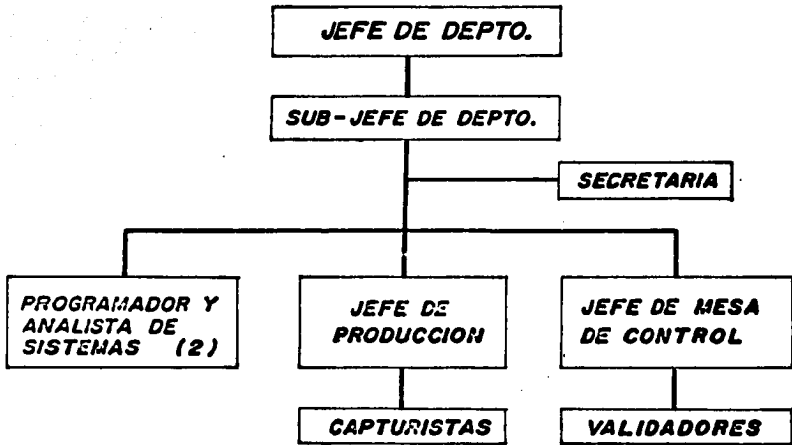 JEFE DE DEPTO.
SUB-JEFE DE DEPTO.
SECRETARIA
PROGRAMADOR Y
ANALISTA DE
SISTEMAS (2)
JEFE DE
PRODUCCION
JEFE DE MESA
DE CONTROL
CAPTURISTAS
VALIDADORES